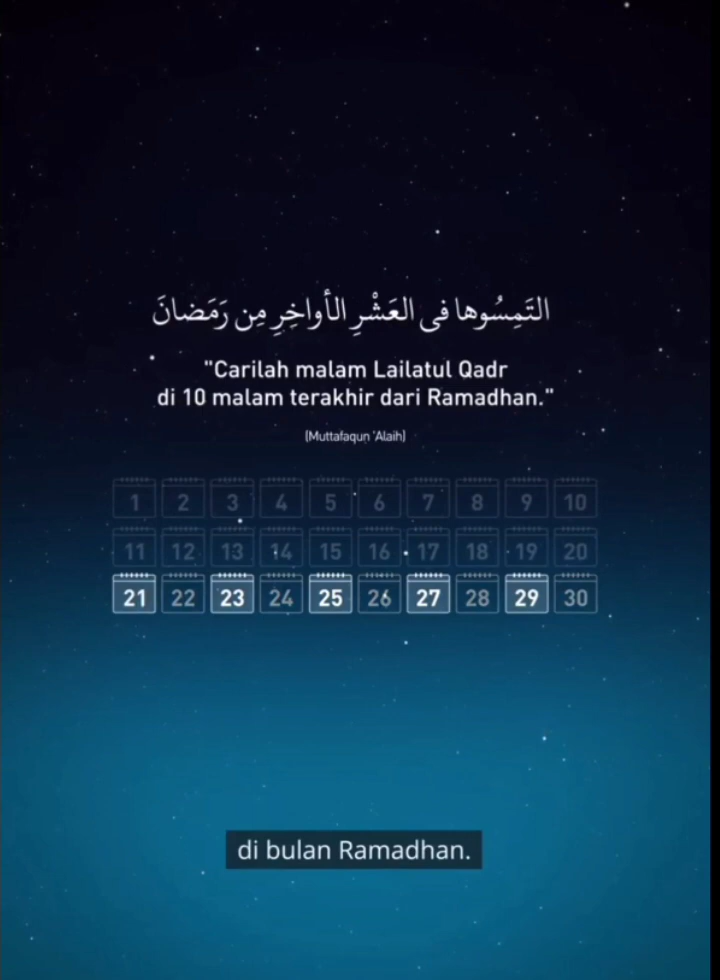 التَمِسُوها فى العَشْرِ الأواخِرِ مِن رَمَضانَ
"Carilah malam Lailatul Qadr
di 10 malam terakhir dari Ramadhan."
(Muttafaqun 'Alaih)
1 2 3 4 5 6 7 8 9 10
11 12 13 14 15 16 17 18 19 20
21 22 23 24 25 26 27 28 29 30
di bulan Ramadhan.